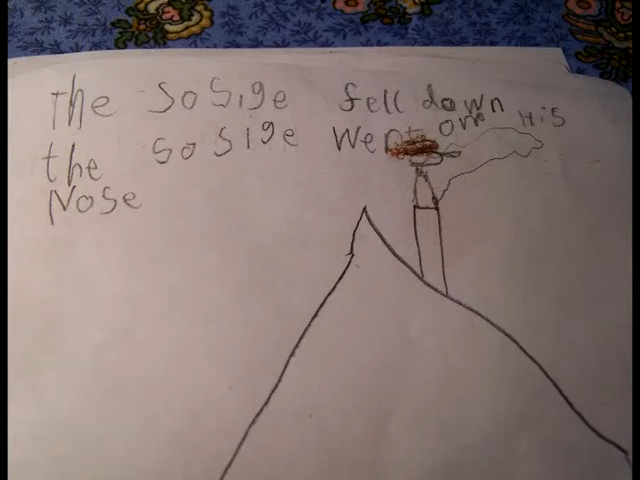 The sosige fell down
the sosige went on His
Nose